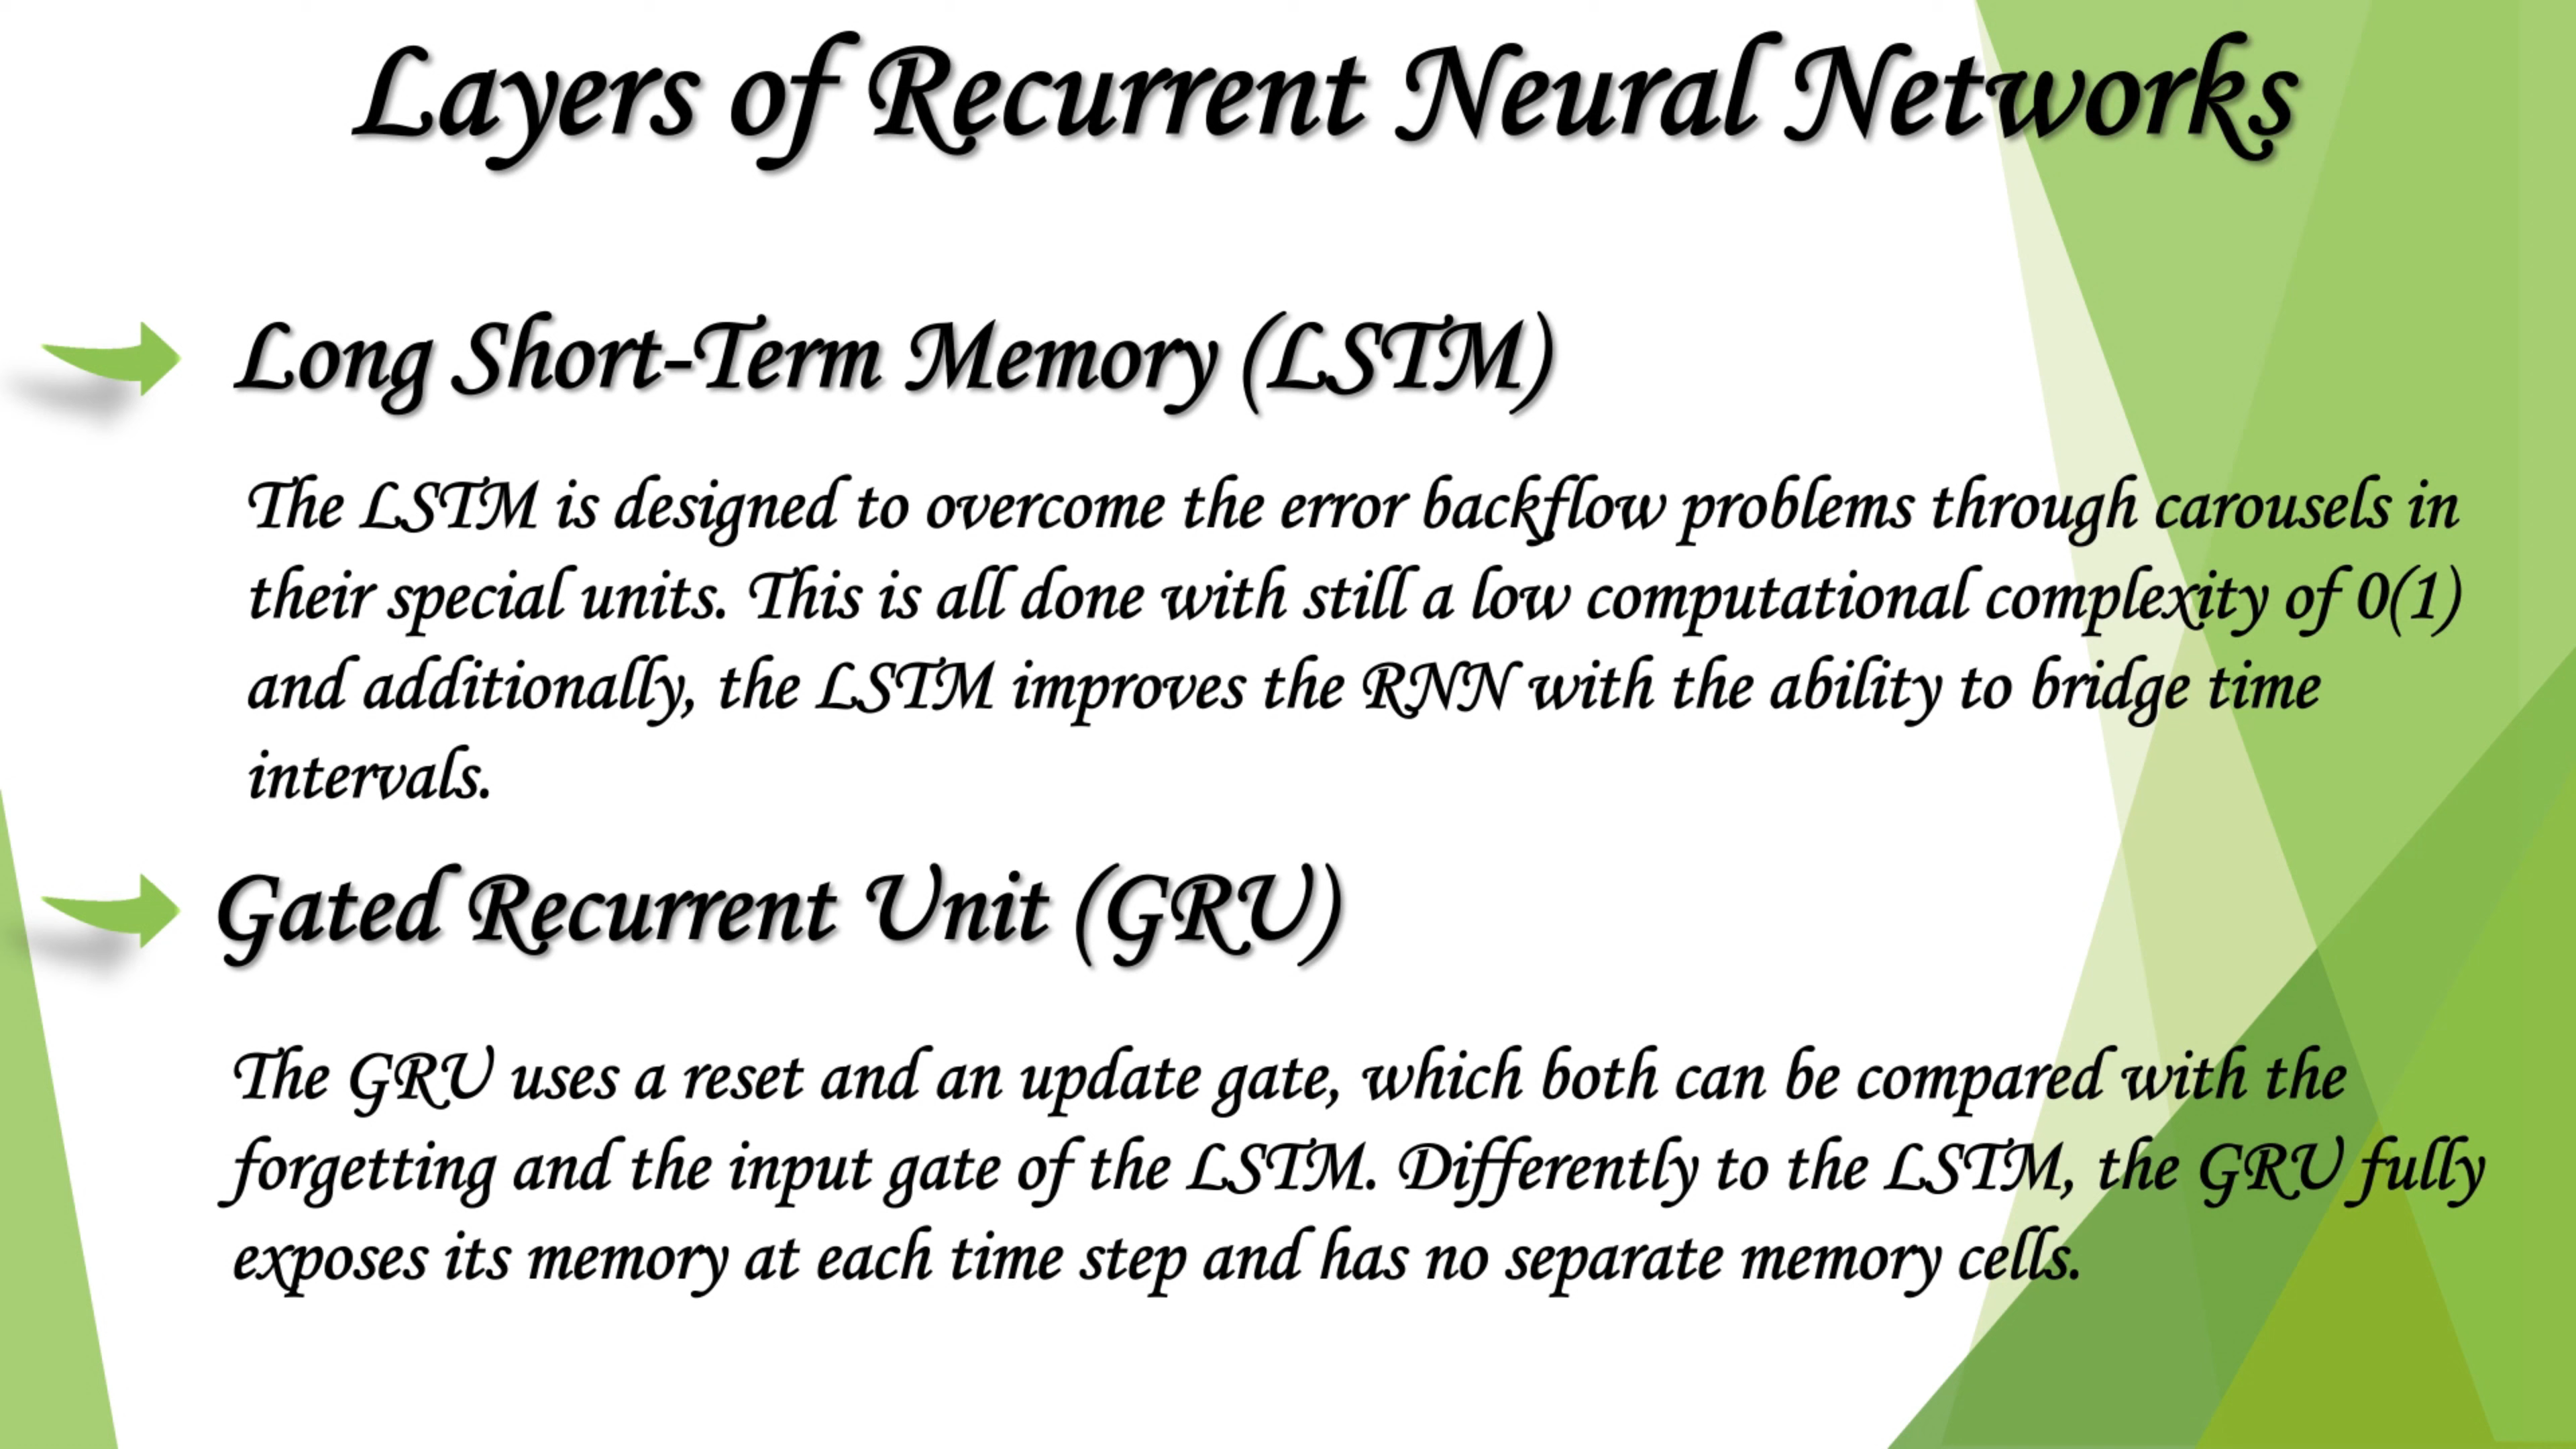 Layers of Recurrent Neural Networks
Long Short-Term Memory (LSTM)
The LSTM is designed to overcome the error backflow problems through carousels in
their special units. This is all done with still a low computational complexity of 0(1)
and additionally, the LSTM improves the RNN with the ability to bridge time
intervals.
Gated Recurrent Unit (GRU)
The GRU uses a reset and an update gate, which both can be compared with the
forgetting and the input gate of the LSTM. Differently to the LSTM, the GRU fully
exposes its memory at each time step and has no separate memory cells.